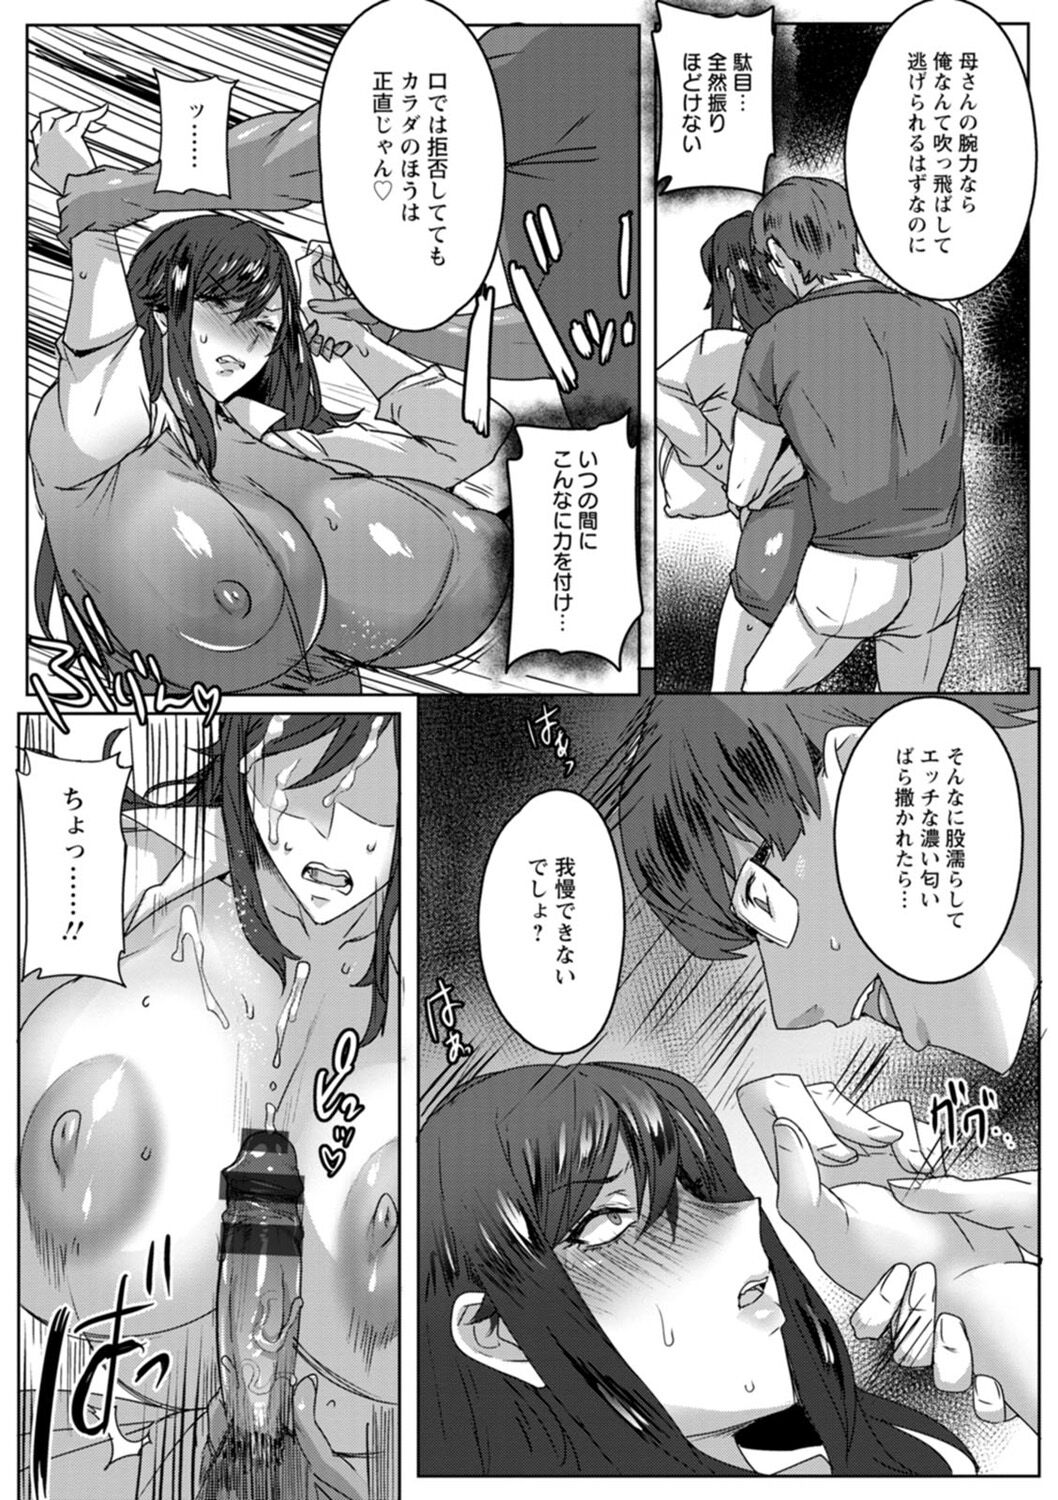 母さんの腕力なら
俺なんて吹っ飛ばして
逃げられるはずなのに
駄目…
全然振り
ほどけない
口では拒否してても
カラダのほうは
正直じゃん♡
ッ……
いつの間に
こんなに力を付け…
ぶるりんっ♡
そんなに股濡らして
エッチな濃い匂い
ばら撒かれたら…
はぁっ
我慢できない
でしょ?
はぁっ
ググ…
ちょっ……!!
ばっ